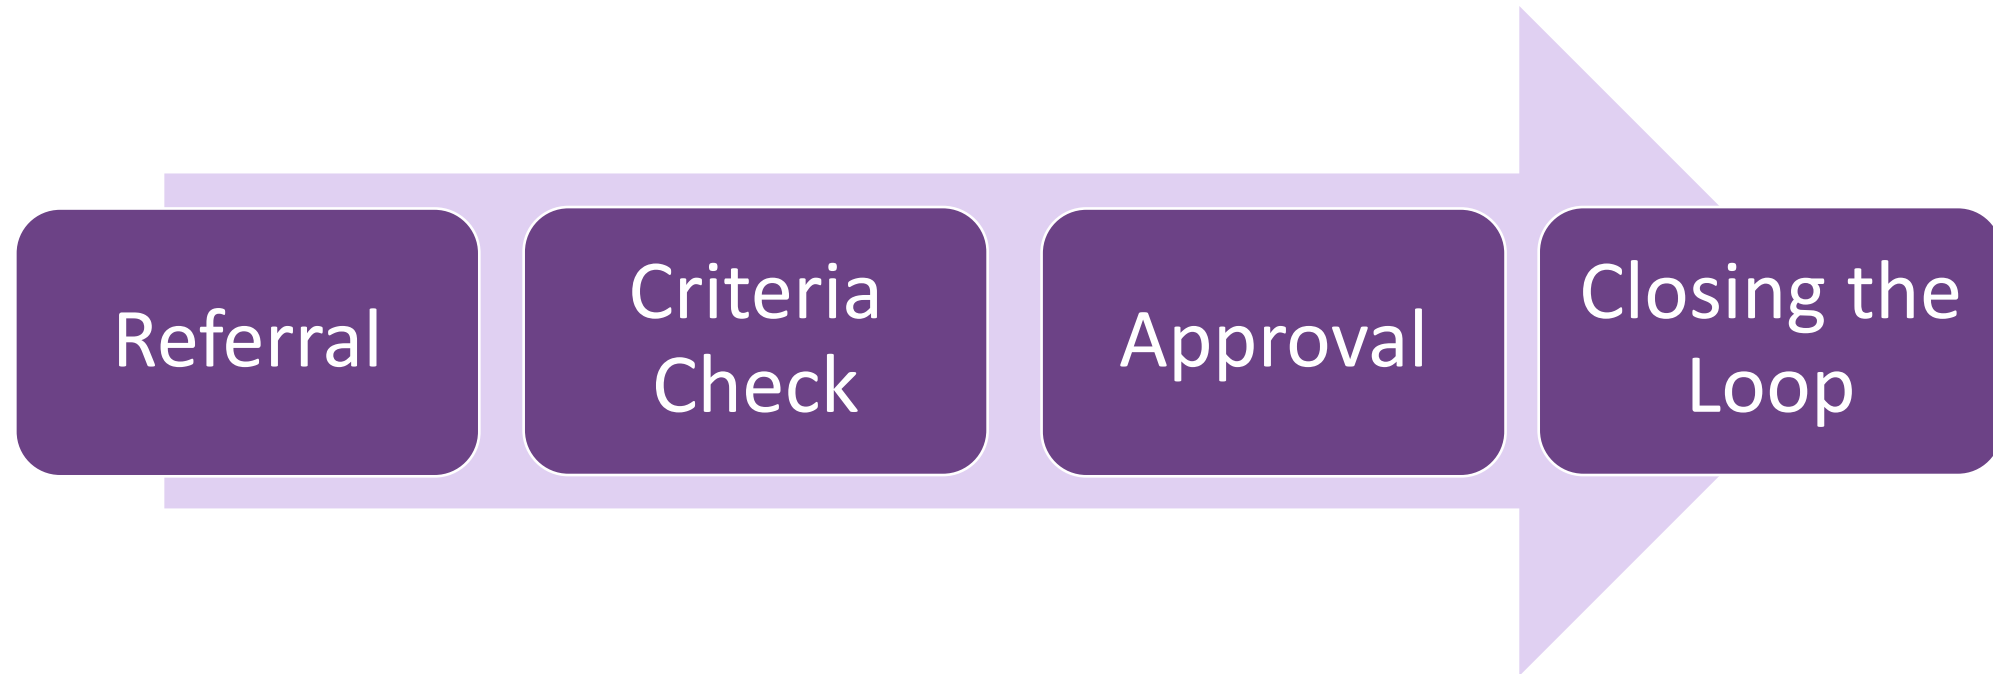 Referral
Criteria
Check
Approval
Closing the
Loop